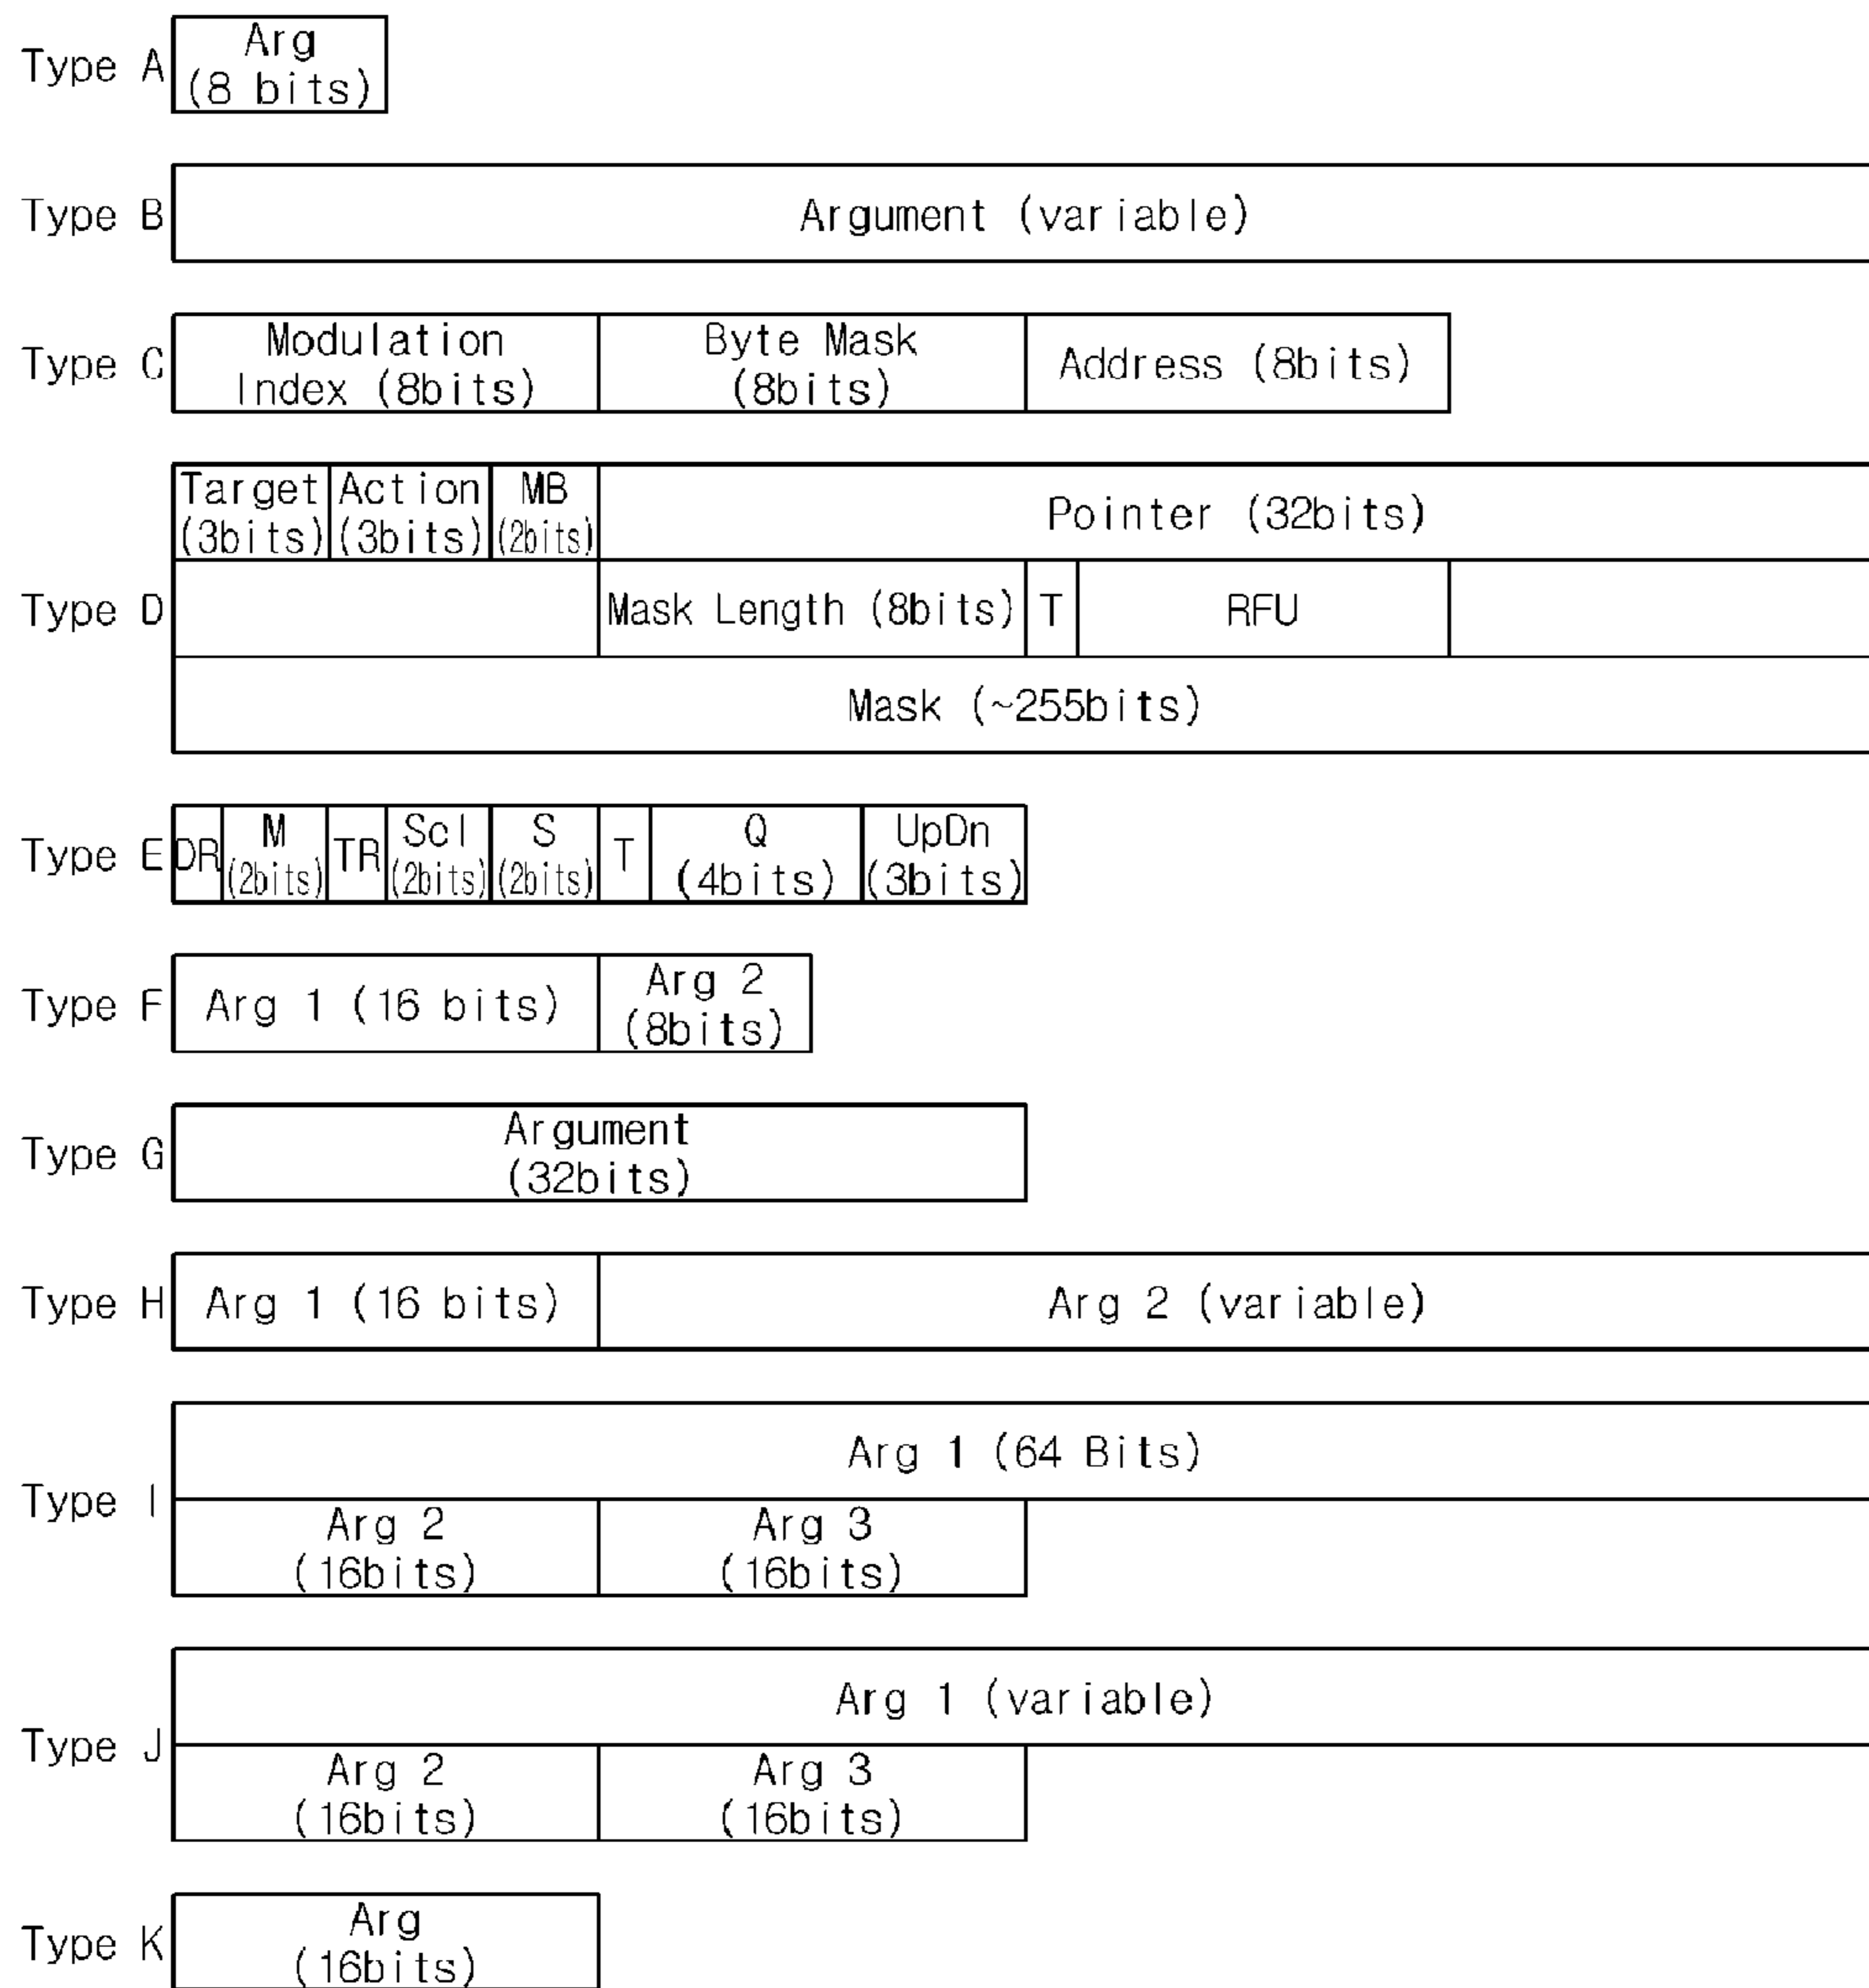 Type A
Arg
(8 bits)
Type B
Argument (variable)
Type C
Modulation
Index (8bits)
Byte Mask
(8bits)
Address (8bits)
Type D
Target
(3bits)
Action
(3bits)
MB
(2bits)
Pointer (32bits)
Mask Length (8bits)
T
RFU
Mask (~255bits)
Type E
DR
M
(2bits)
TR
Sel
(2bits)
S
(2bits)
T
Q
(4bits)
UpDn
(3bits)
Type F
Arg 1 (16 bits)
Arg 2
(8bits)
Type G
Argument
(32bits)
Type H
Arg 1 (16 bits)
Arg 2 (variable)
Type I
Arg 1 (64 Bits)
Arg 2
(16bits)
Arg 3
(16bits)
Type J
Arg 1 (variable)
Arg 2
(16bits)
Arg 3
(16bits)
Type K
Arg
(16bits)